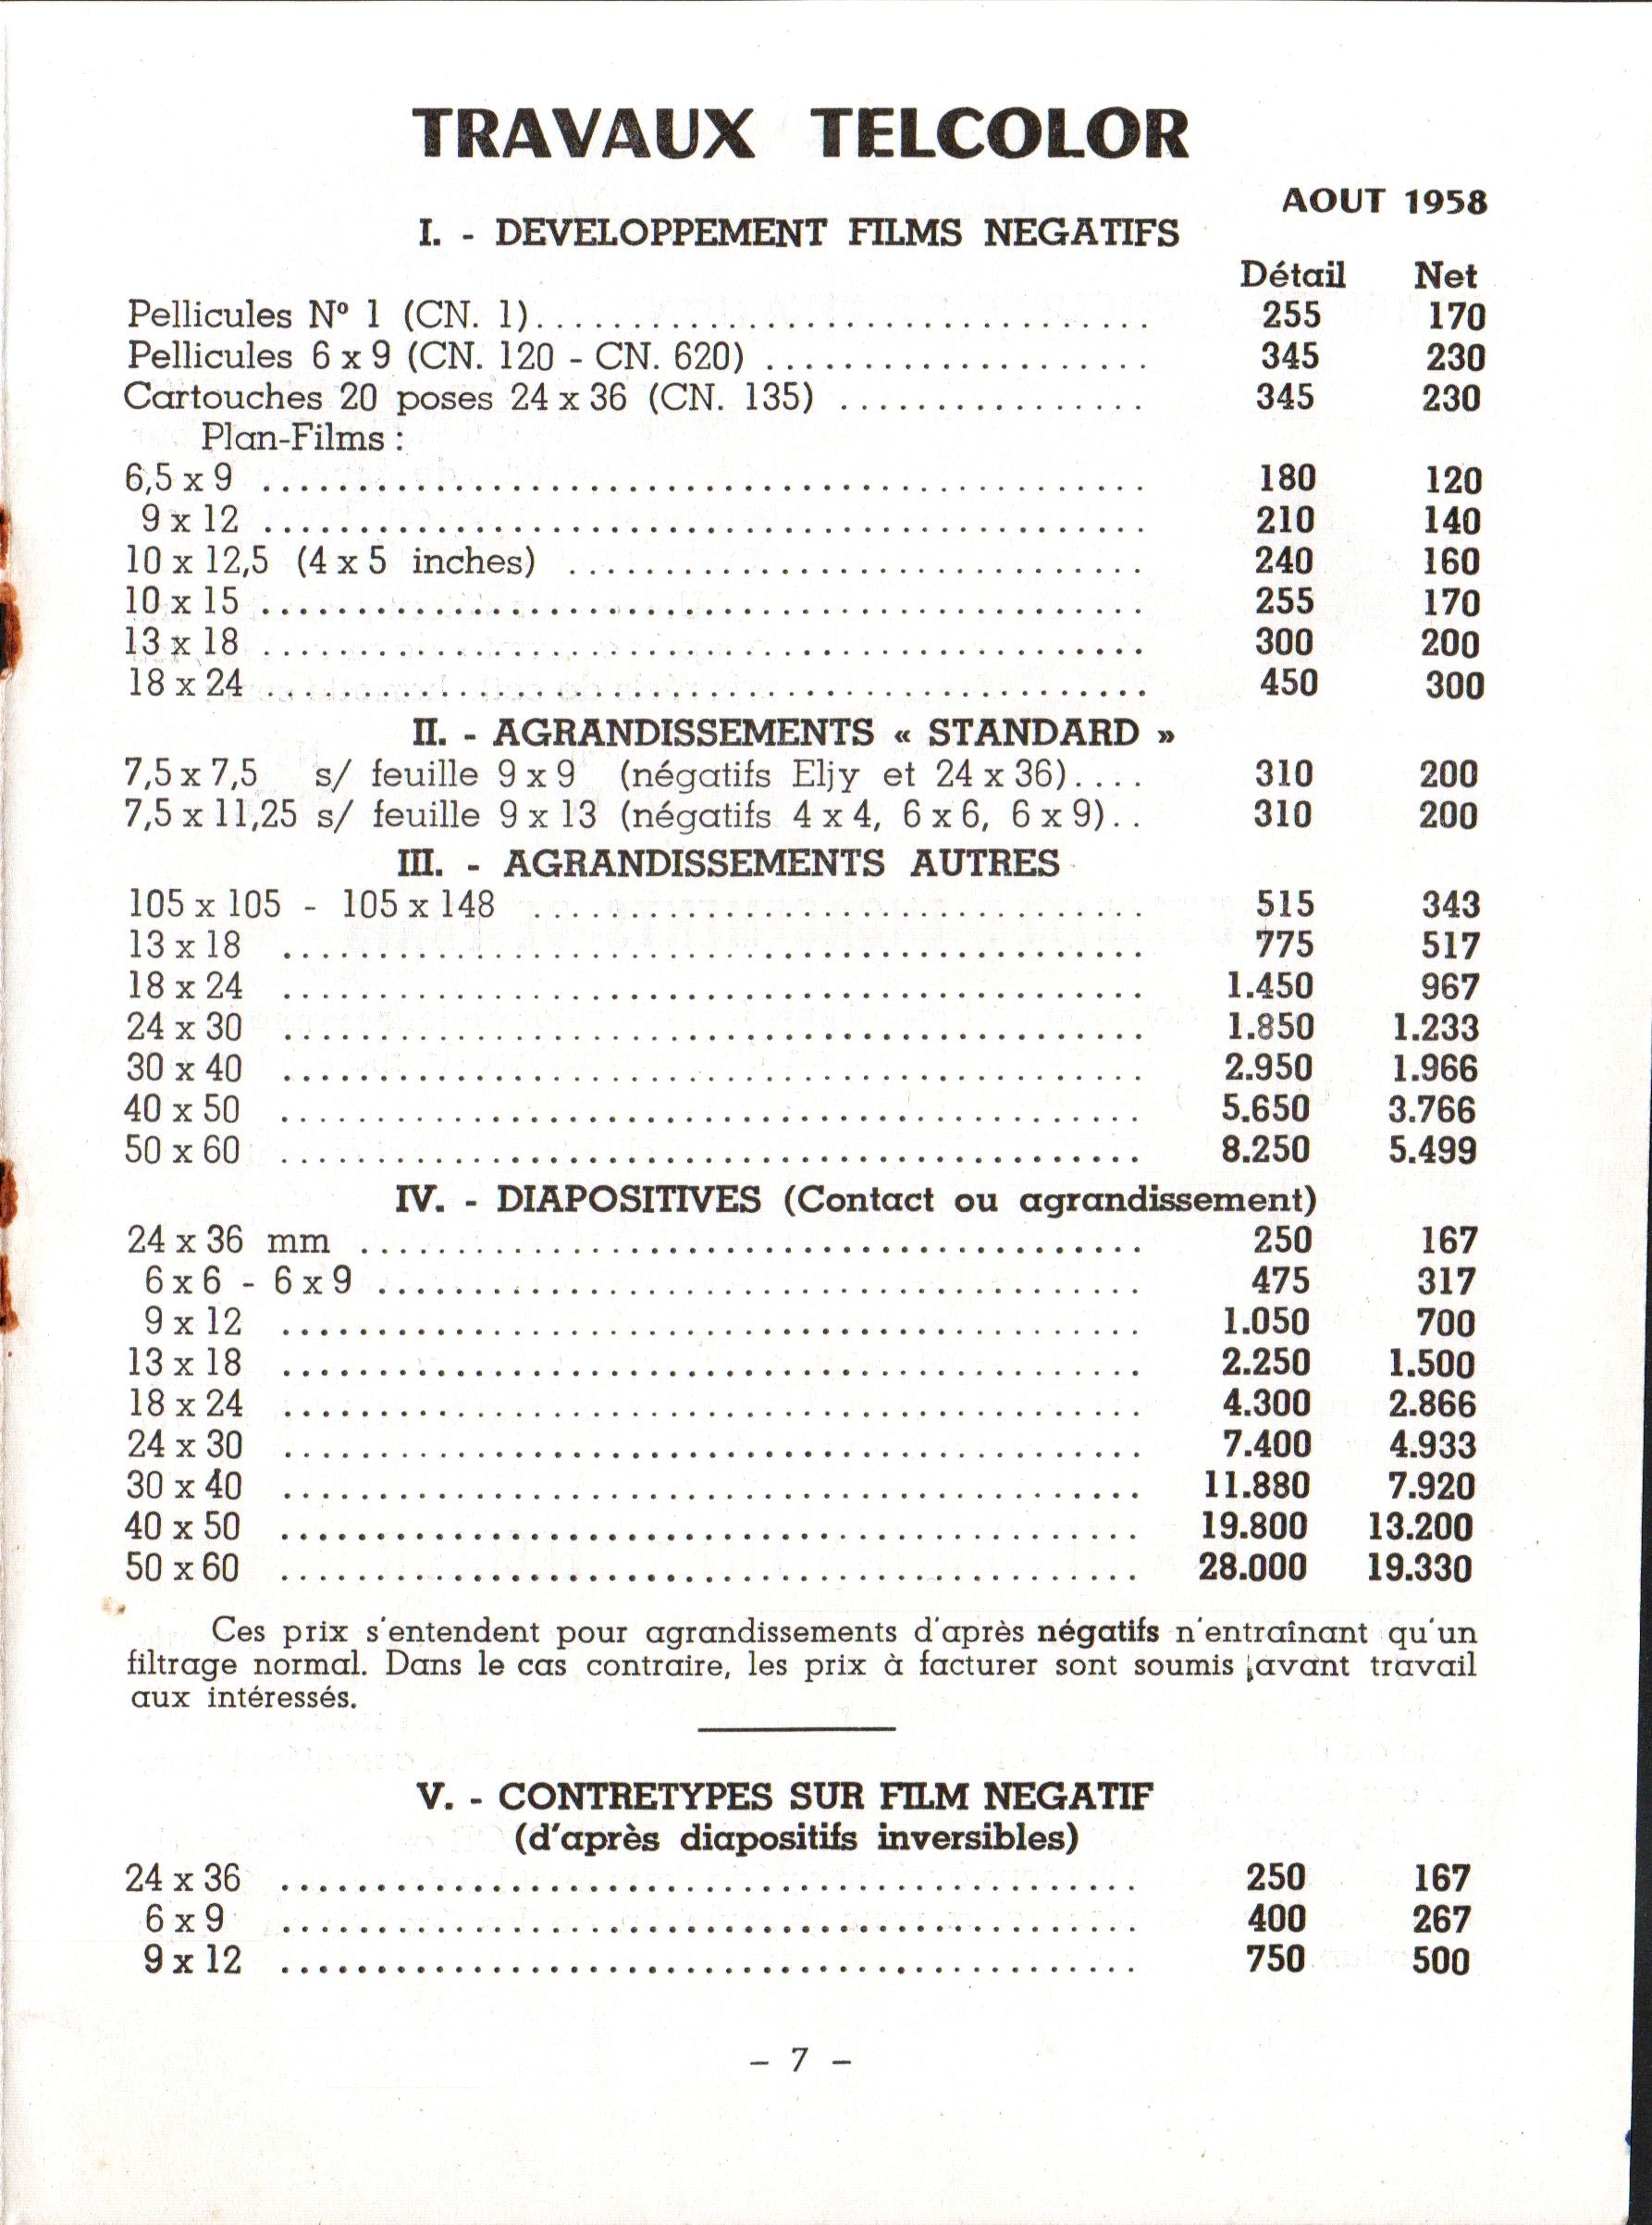 TRAVAUX TELCOLOR
AOUT 1958
I. - DEVELOPPEMENT FILMS NEGATIFS
Détail Net
Pellicules Nº 1 (CN. 1)................................ 255 170
Pellicules 6 x 9 (CN. 120 - CN. 620) .................... 345 230
Cartouches 20 poses 24 x 36 (CN. 135) ................ 345 230
Plan-Films :
6,5 x 9 .............................................. 180 120
9 x 12 .............................................. 210 140
10 x 12,5 (4 x 5 inches) .............................. 240 160
10 x 15 .............................................. 255 170
13 x 18 .............................................. 300 200
18 x 24 .............................................. 450 300
II. - AGRANDISSEMENTS « STANDARD »
7,5 x 7,5 s/ feuille 9 x 9 (négatifs Eljy et 24 x 36).... 310 200
7,5 x 11,25 s/ feuille 9 x 13 (négatifs 4 x 4, 6 x 6, 6 x 9).. 310 200
III. - AGRANDISSEMENTS AUTRES
105 x 105 - 105 x 148 ................................ 515 343
13 x 18 ............................................. 775 517
18 x 24 ............................................. 1.450 967
24 x 30 ............................................. 1.850 1.233
30 x 40 ............................................. 2.950 1.966
40 x 50 ............................................. 5.650 3.766
50 x 60 ............................................. 8.250 5.499
IV. - DIAPOSITIVES (Contact ou agrandissement)
24 x 36 mm ......................................... 250 167
6 x 6 - 6 x 9 ........................................ 475 317
9 x 12 ............................................. 1.050 700
13 x 18 ............................................. 2.250 1.500
18 x 24 ............................................. 4.300 2.866
24 x 30 ............................................. 7.400 4.933
30 x 40 ............................................. 11.880 7.920
40 x 50 ............................................. 19.800 13.200
50 x 60 ............................................. 28.000 19.330
Ces prix s'entendent pour agrandissements d'après négatifs n'entraînant qu'un
filtrage normal. Dans le cas contraire, les prix à facturer sont soumis avant travail
aux intéressés.
V. - CONTRETYPES SUR FILM NEGATIF
(d'après diapositifs inversibles)
24 x 36 ............................................. 250 167
6 x 9 ............................................. 400 267
9 x 12 ............................................. 750 500
- 7 -